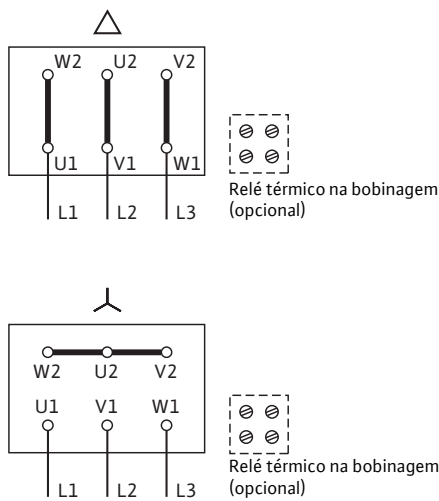 W2 U2 V2
U1 V1 W1
L1 L2 L3
Relé térmico na bobinagem
(opcional)
W2 U2 V2
U1 V1 W1
L1 L2 L3
Relé térmico na bobinagem
(opcional)